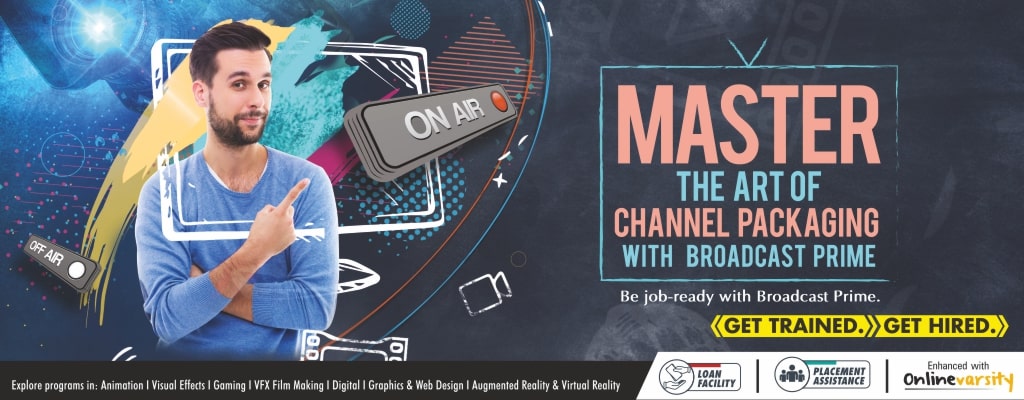 ON AIR
OFF AIR
MASTER
THE ART OF
CHANNEL PACKAGING
WITH BROADCAST PRIME
Be job-ready with Broadcast Prime.
GET TRAINED. GET HIRED.
Explore programs in: Animation I Visual Effects I Gaming I VFX Film Making I Digital I Graphics & Web Design I Augmented Reality & Virtual Reality
LOAN
FACILITY
PLACEMENT
ASSISTANCE
Enhanced with
Onlinevarsity